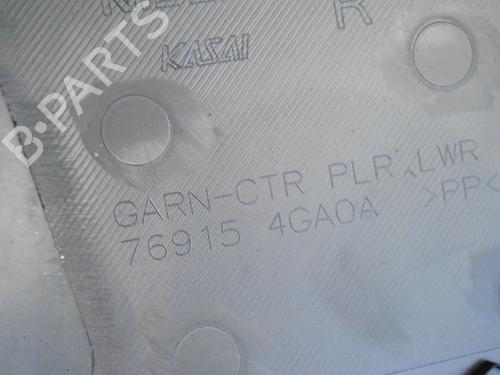 R
KASAI
B-PARTS
GARN-CTR PLR, LWR
76915 4GA0A >PP<